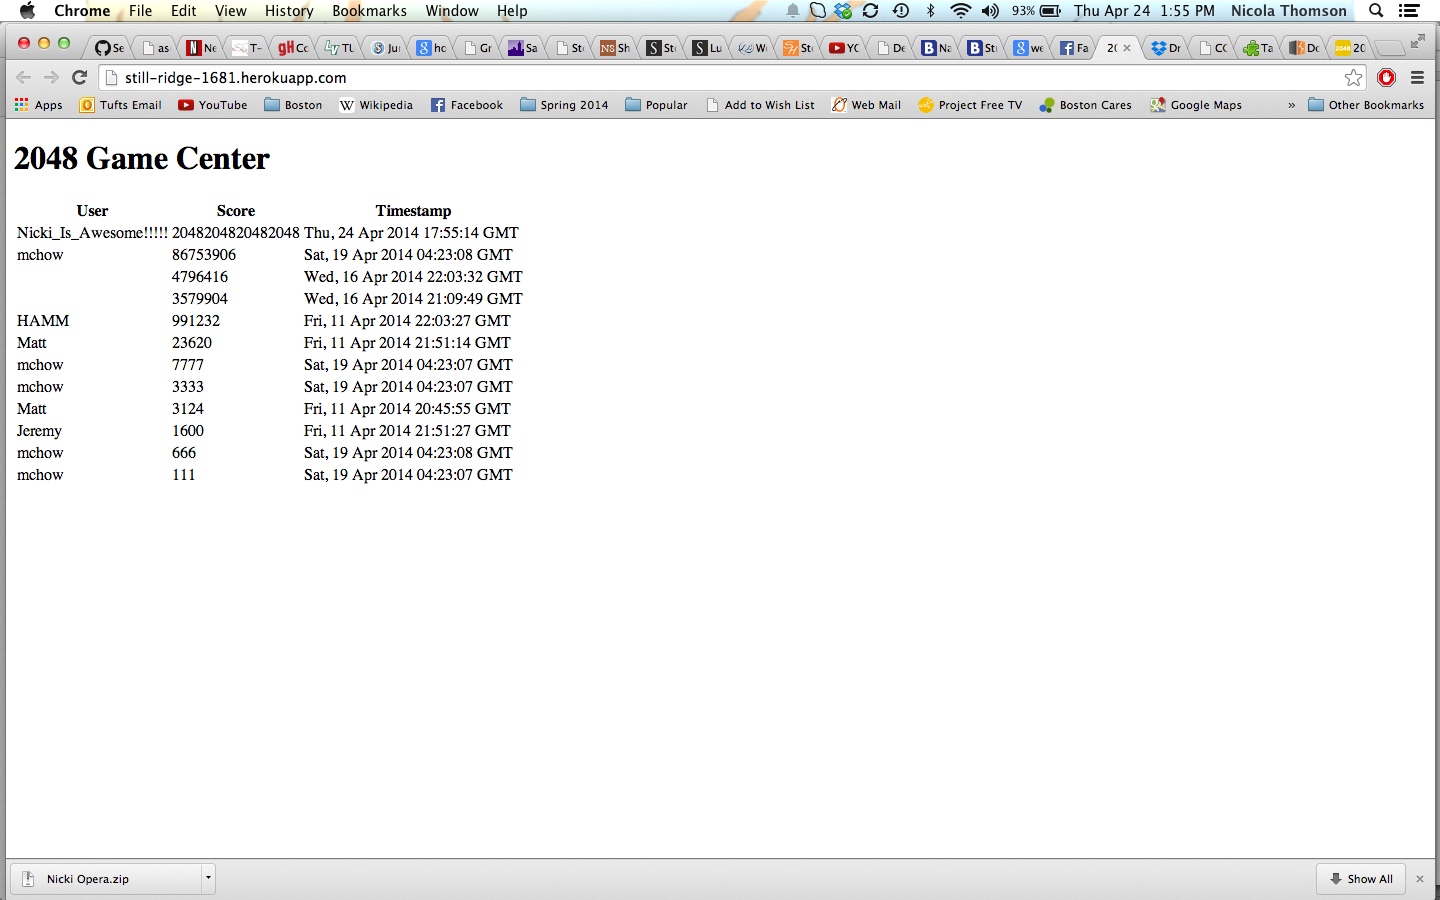 Chrome File Edit View History Bookmarks Window Help 93% Thu Apr 24 1:55 PM Nicola Thomson
Se as Ne T- Cc TU Ju ho Gr Sa St Sh St Lu W St YC De Na St we Fa 20 Dr CC Ta Do 20
still-ridge-1681.herokuapp.com
Apps Tufts Email YouTube Boston Wikipedia Facebook Spring 2014 Popular Add to Wish List Web Mail Project Free TV Boston Cares Google Maps » Other Bookmarks
2048 Game Center
User Score Timestamp
Nicki_Is_Awesome!!!!! 2048204820482048 Thu, 24 Apr 2014 17:55:14 GMT
mchow 86753906 Sat, 19 Apr 2014 04:23:08 GMT
4796416 Wed, 16 Apr 2014 22:03:32 GMT
3579904 Wed, 16 Apr 2014 21:09:49 GMT
HAMM 991232 Fri, 11 Apr 2014 22:03:27 GMT
Matt 23620 Fri, 11 Apr 2014 21:51:14 GMT
mchow 7777 Sat, 19 Apr 2014 04:23:07 GMT
mchow 3333 Sat, 19 Apr 2014 04:23:07 GMT
Matt 3124 Fri, 11 Apr 2014 20:45:55 GMT
Jeremy 1600 Fri, 11 Apr 2014 21:51:27 GMT
mchow 666 Sat, 19 Apr 2014 04:23:08 GMT
mchow 111 Sat, 19 Apr 2014 04:23:07 GMT
Nicki Opera.zip Show All